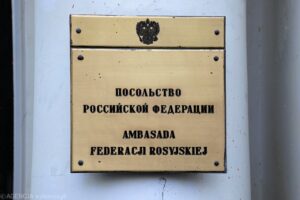 ПОСОЛЬСТВО
РОССИЙСКОЙ ФЕДЕРАЦИИ
AMBASADA
FEDERACJI ROSYJSKIEJ